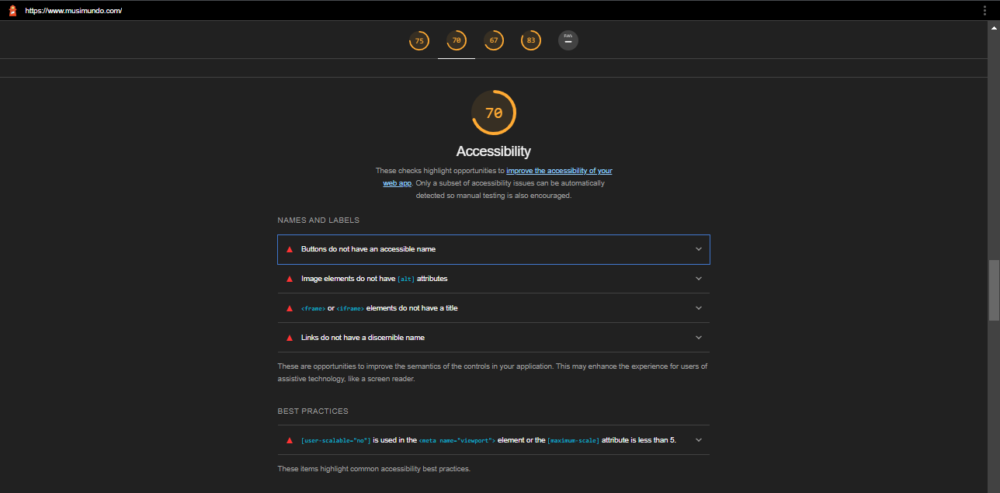 https://www.musimundo.com/
75 70 67 83 PWA
70
Accessibility
These checks highlight opportunities to improve the accessibility of your
web app. Only a subset of accessibility issues can be automatically
detected so manual testing is also encouraged.
NAMES AND LABELS
Buttons do not have an accessible name
Image elements do not have [alt] attributes
<frame> or <iframe> elements do not have a title
Links do not have a discernible name
These are opportunities to improve the semantics of the controls in your application. This may enhance the experience for users of
assistive technology, like a screen reader.
BEST PRACTICES
[user-scalable="no"] is used in the <meta name="viewport"> element or the [maximum-scale] attribute is less than 5.
These items highlight common accessibility best practices.